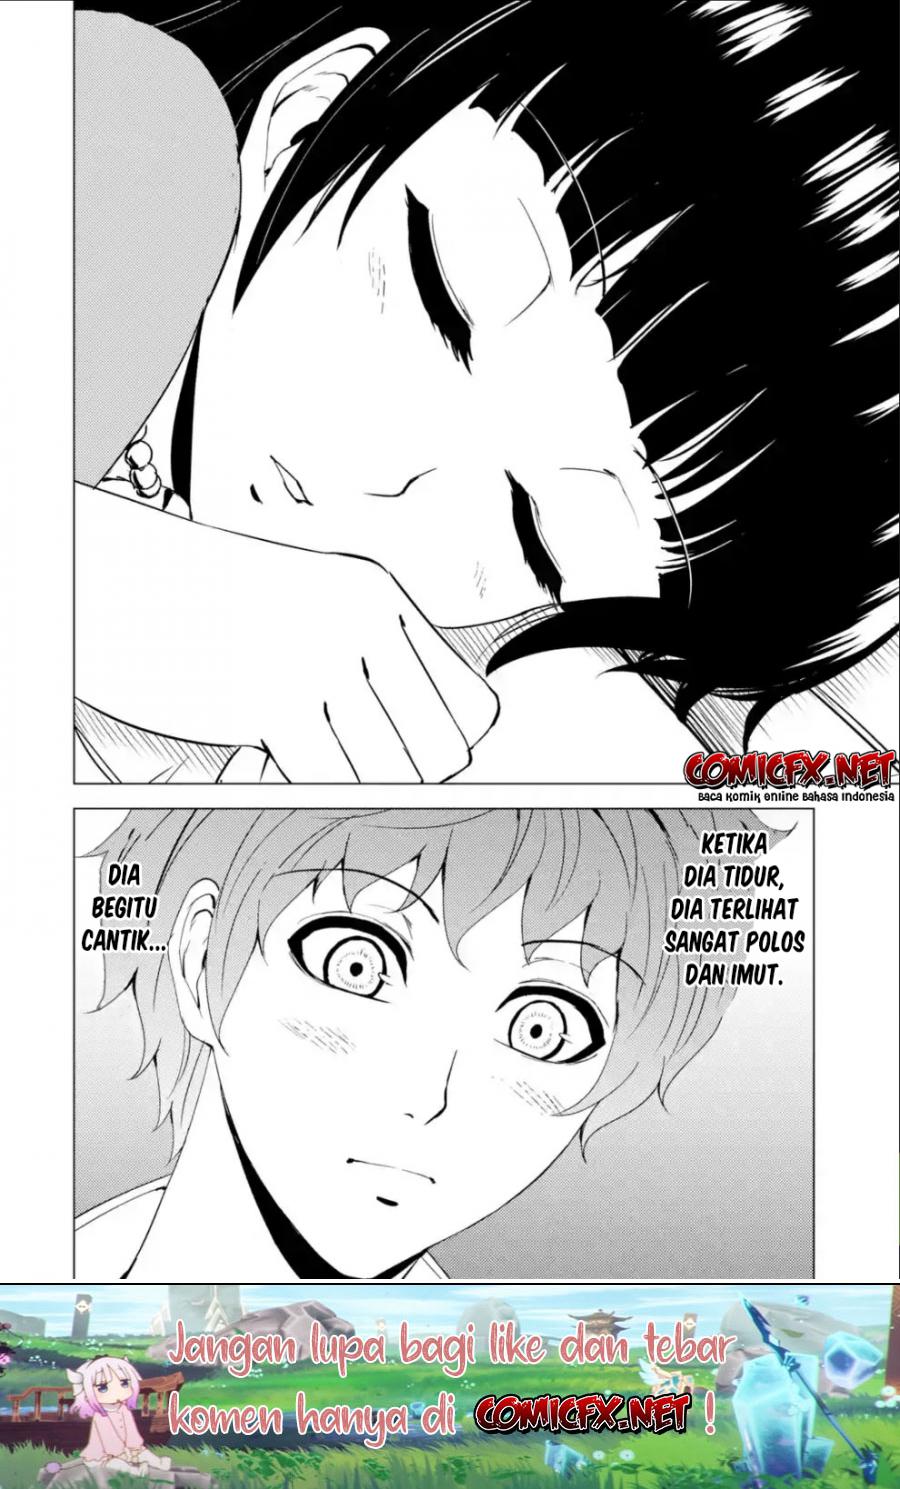 COMICFX.NET
Baca Komik Online Bahasa Indonesia
KETIKA
DIA TIDUR,
DIA TERLIHAT
SANGAT POLOS
DAN IMUT.
DIA
BEGITU
CANTIK...
Jangan lupa bagi like dan tebar
komen hanya di COMICFX.NET !